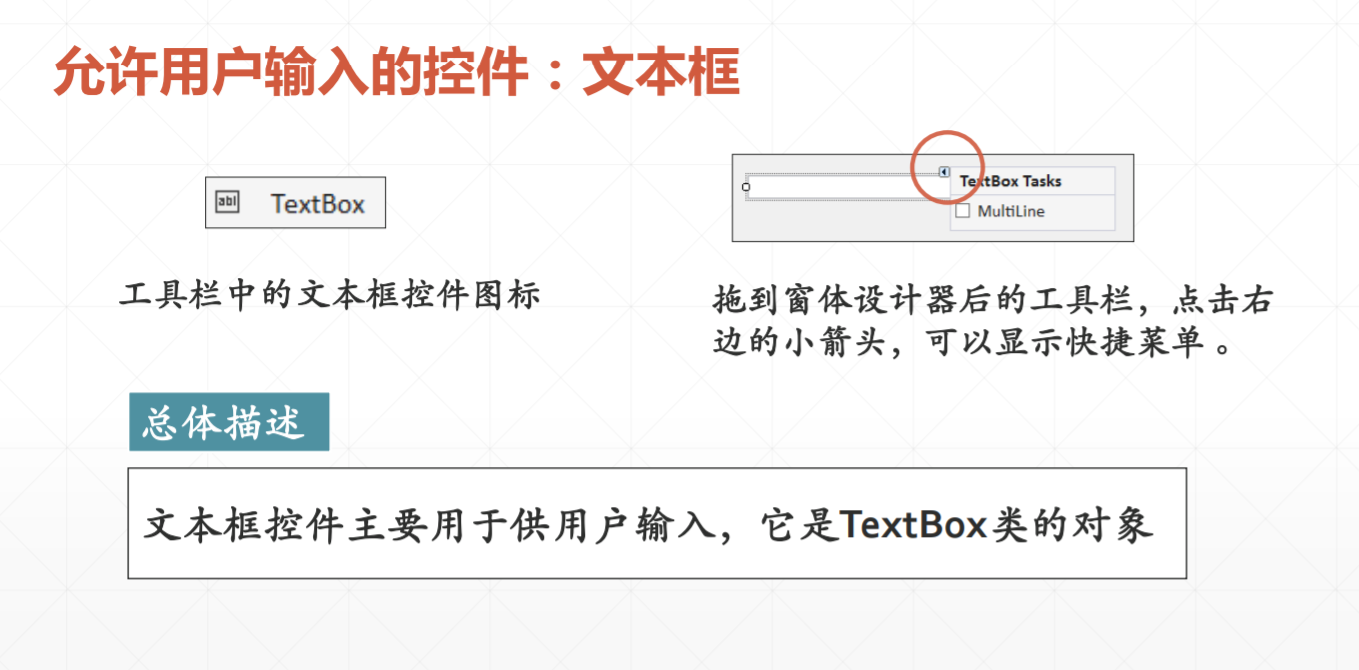 允许用户输入的控件：文本框
abl TextBox
TextBox Tasks
MultiLine
工具栏中的文本框控件图标
拖到窗体设计器后的工具栏，点击右
边的小箭头，可以显示快捷菜单。
总体描述
文本框控件主要用于供用户输入，它是TextBox类的对象